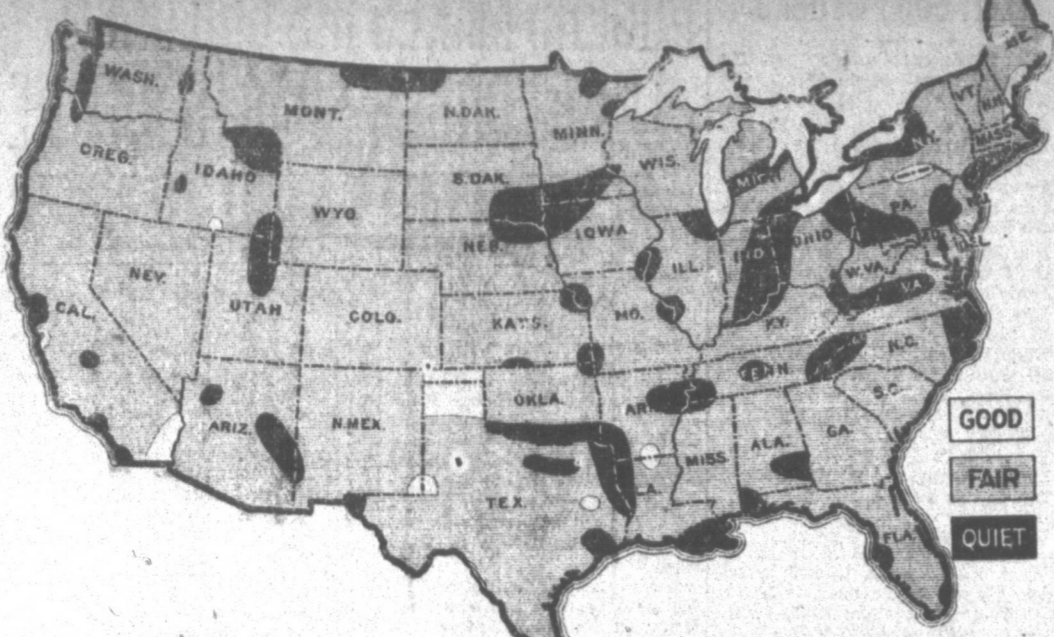 WASH.
MONT.
N.DAK.
MINN.
OREG.
IDAHO
S.DAK.
WIS.
MICH.
N.Y.
VT.
N.H.
MASS.
ME.
WYO.
NEB.
IOWA
ILL.
IND.
OHIO
PA.
N.J.
DEL.
W.VA.
VA.
NEV.
CAL.
UTAH
COLO.
KANS.
MO.
KY.
TENN.
N.C.
S.C.
ARIZ.
N.MEX.
OKLA.
ARK.
TEX.
LA.
MISS.
ALA.
GA.
FLA.
GOOD
FAIR
QUIET